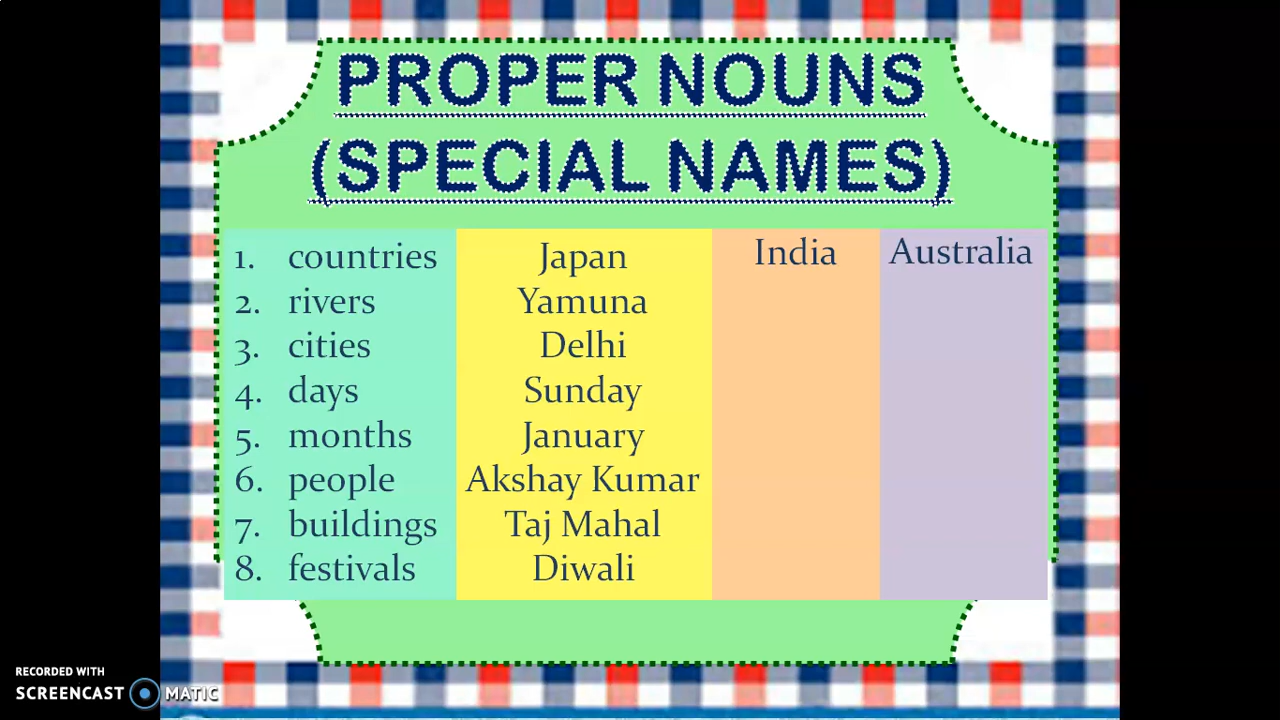 PROPER NOUNS
(SPECIAL NAMES)
1. countries Japan India Australia
2. rivers Yamuna
3. cities Delhi
4. days Sunday
5. months January
6. people Akshay Kumar
7. buildings Taj Mahal
8. festivals Diwali
RECORDED WITH
SCREENCAST MATIC